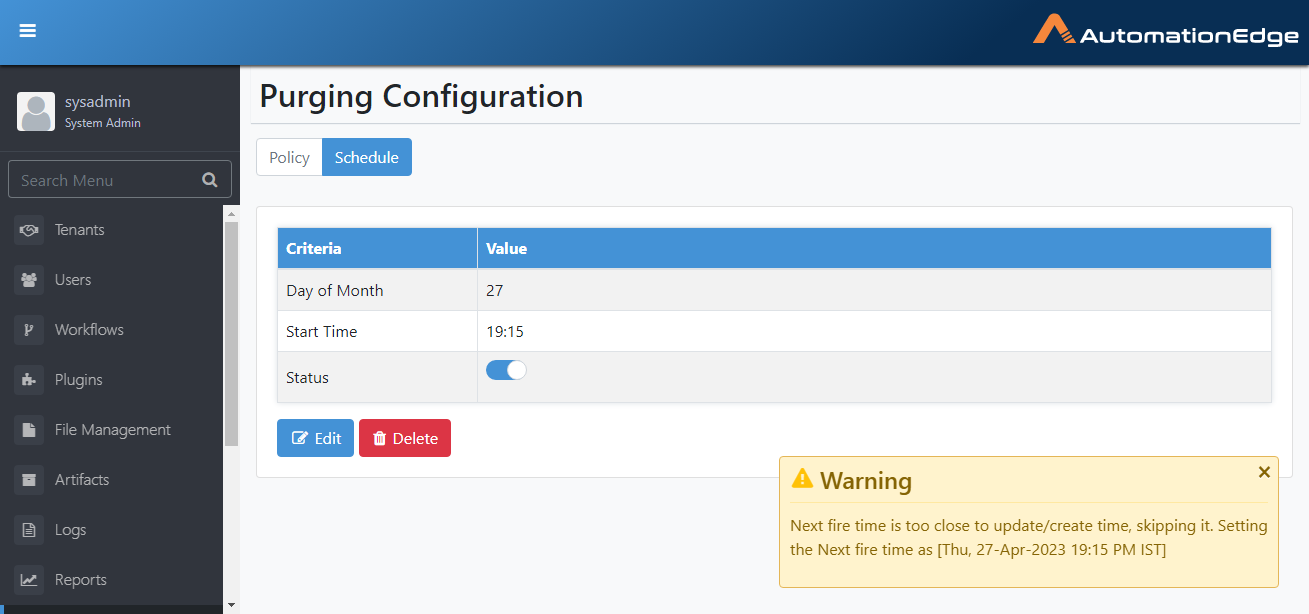 AutomationEdge
sysadmin
System Admin
Search Menu
Tenants
Users
Workflows
Plugins
File Management
Artifacts
Logs
Reports
Purging Configuration
Policy Schedule
Criteria Value
Day of Month 27
Start Time 19:15
Status
Edit Delete
Warning
Next fire time is too close to update/create time, skipping it. Setting
the Next fire time as [Thu, 27-Apr-2023 19:15 PM IST]